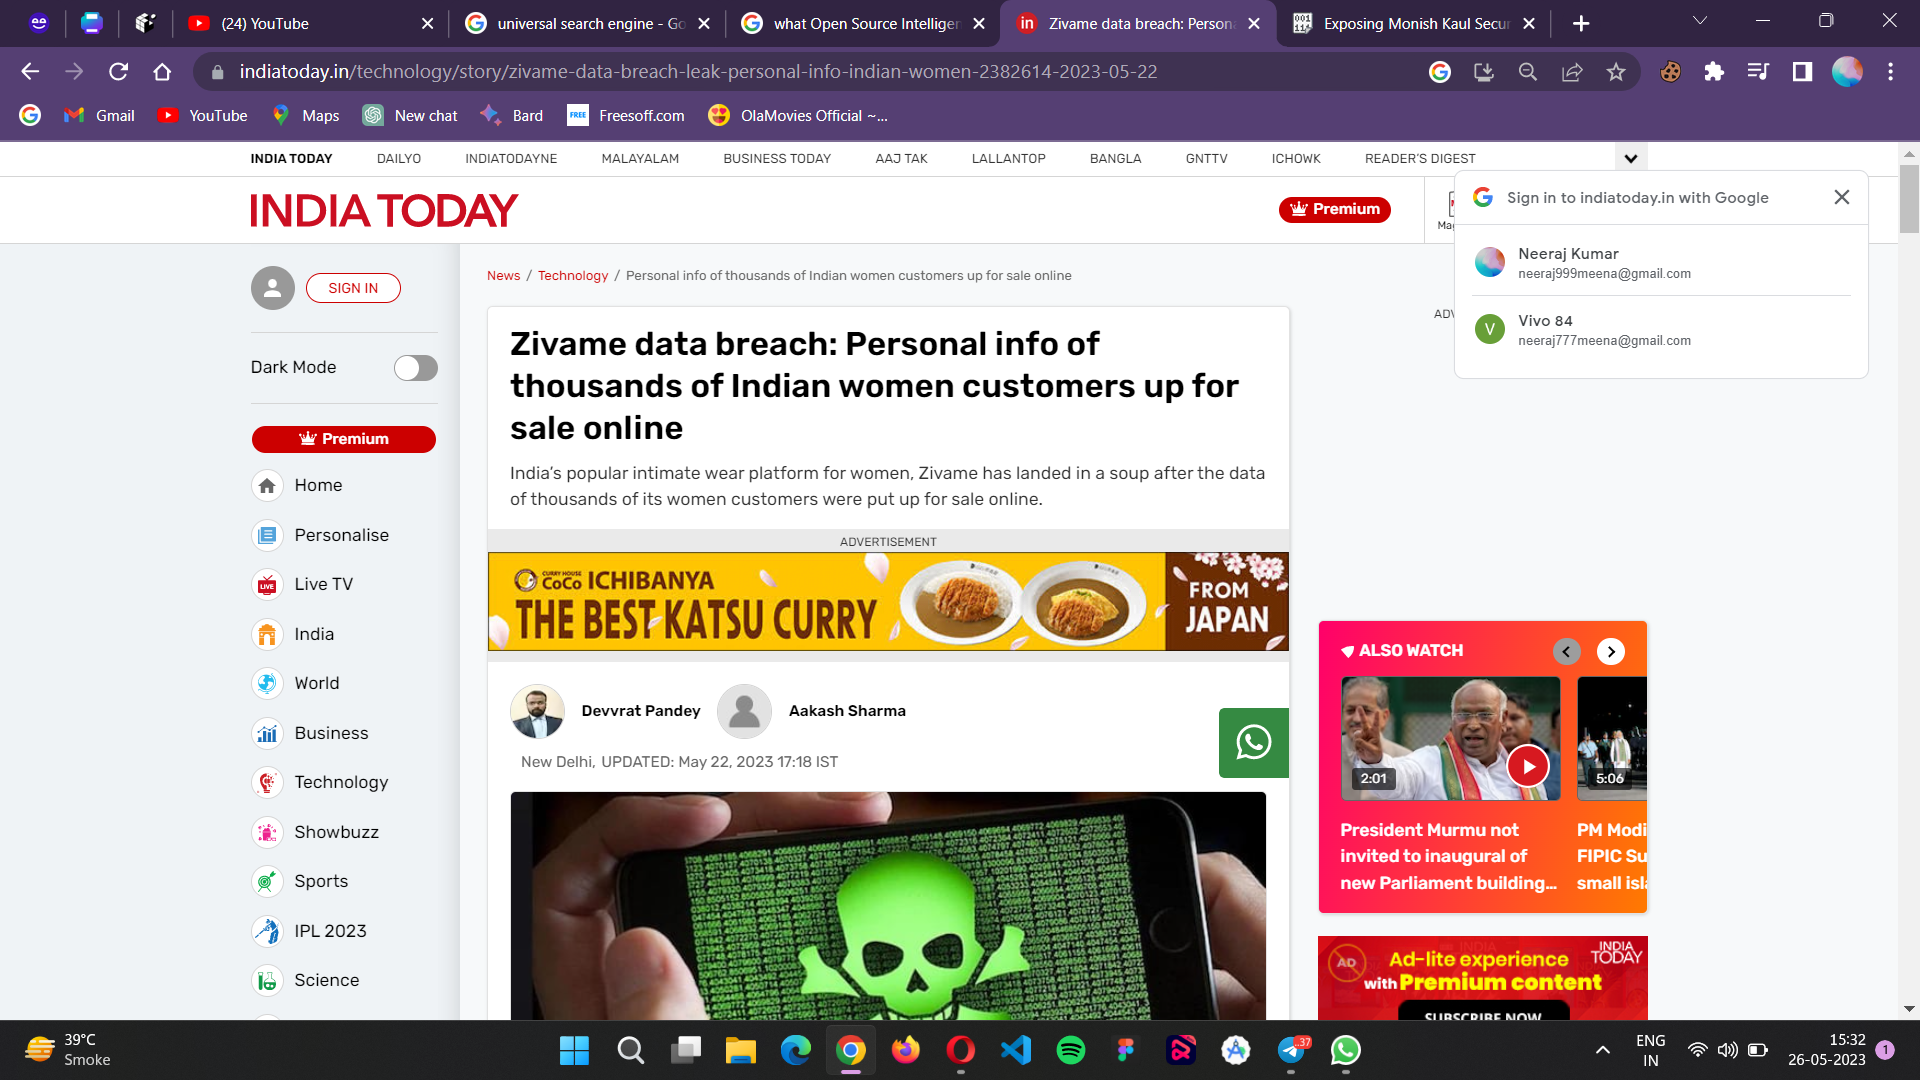 (24) YouTube
universal search engine - Go
what Open Source Intelligen
Zivame data breach: Persona
Exposing Monish Kaul Secur
indiatoday.in/technology/story/zivame-data-breach-leak-personal-info-indian-women-2382614-2023-05-22
Gmail
YouTube
Maps
New chat
Bard
FREE
Freesoff.com
OlaMovies Official ~...
INDIA TODAY
DAILYO
INDIATODAYNE
MALAYALAM
BUSINESS TODAY
AAJ TAK
LALLANTOP
BANGLA
GNTTV
ICHOWK
READER'S DIGEST
INDIA TODAY
Premium
Mag
Sign in to indiatoday.in with Google
Neeraj Kumar
neeraj999meena@gmail.com
V
Vivo 84
neeraj777meena@gmail.com
SIGN IN
Dark Mode
Premium
Home
Personalise
LIVE
Live TV
India
World
Business
Technology
Showbuzz
Sports
IPL 2023
Science
News / Technology / Personal info of thousands of Indian women customers up for sale online
ADV
Zivame data breach: Personal info of
thousands of Indian women customers up for
sale online
India's popular intimate wear platform for women, Zivame has landed in a soup after the data
of thousands of its women customers were put up for sale online.
ADVERTISEMENT
CURRY HOUSE
CoCo ICHIBANYA
THE BEST KATSU CURRY
FROM
JAPAN
Devvrat Pandey
Aakash Sharma
New Delhi, UPDATED: May 22, 2023 17:18 IST
ALSO WATCH
2:01
5:06
President Murmu not
invited to inaugural of
new Parliament building...
PM Modi
FIPIC Su
small isla
AD
INDIA
TODAY
Ad-lite experience
with Premium content
SUBSCRIBE NOW
39°C
Smoke
37
ENG
IN
15:32
26-05-2023
1